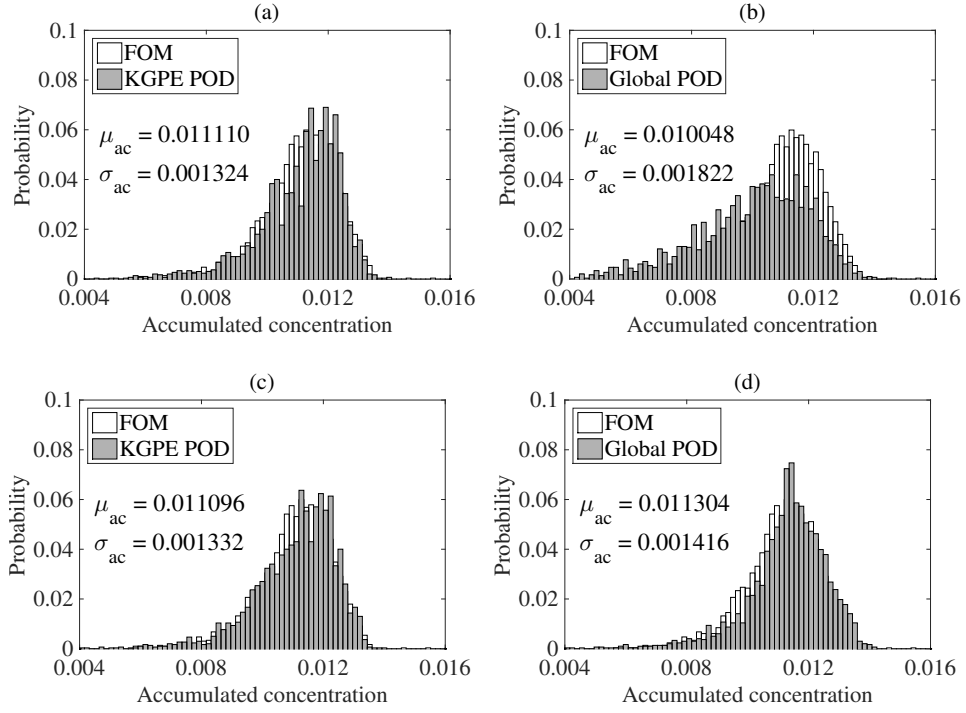 (a)
0.1
0.08
0.06
0.04
0.02
0
Probability
FOM
KGPE POD
μac = 0.011110
σac = 0.001324
0.004
0.008
0.012
0.016
Accumulated concentration
(b)
0.1
0.08
0.06
0.04
0.02
0
Probability
FOM
Global POD
μac = 0.010048
σac = 0.001822
0.004
0.008
0.012
0.016
Accumulated concentration
(c)
0.1
0.08
0.06
0.04
0.02
0
Probability
FOM
KGPE POD
μac = 0.011096
σac = 0.001332
0.004
0.008
0.012
0.016
Accumulated concentration
(d)
0.1
0.08
0.06
0.04
0.02
0
Probability
FOM
Global POD
μac = 0.011304
σac = 0.001416
0.004
0.008
0.012
0.016
Accumulated concentration